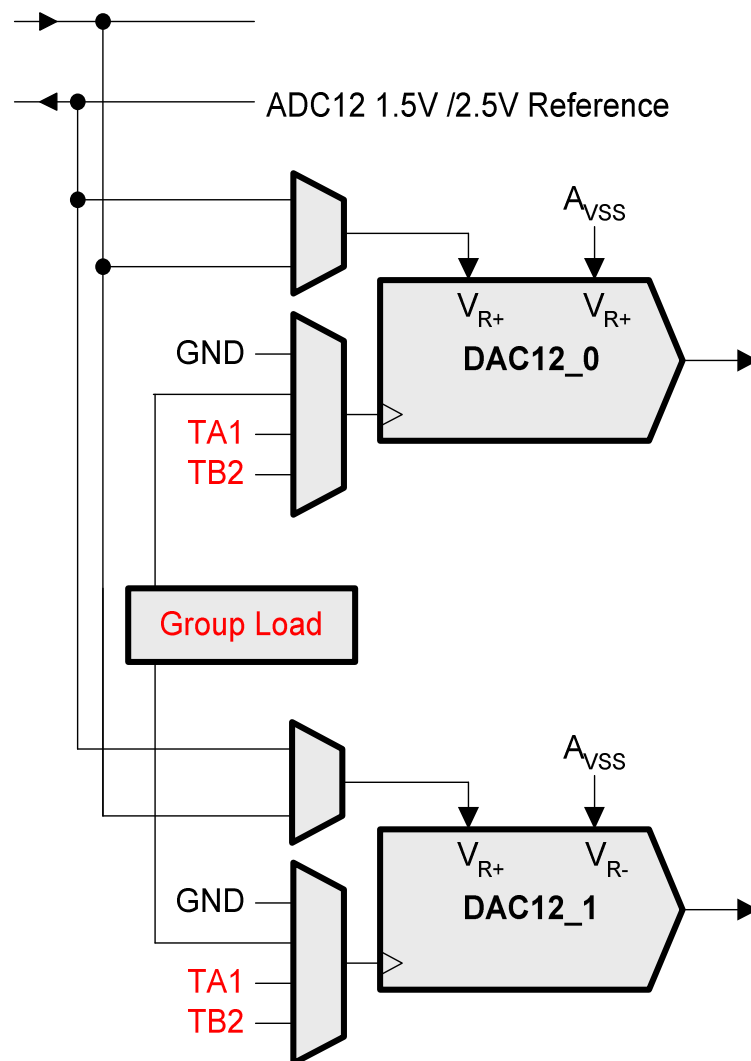 ADC12 1.5V /2.5V Reference
AVSS
VR+ VR+
GND
DAC12_0
TA1
TB2
Group Load
AVSS
VR+ VR-
GND
DAC12_1
TA1
TB2